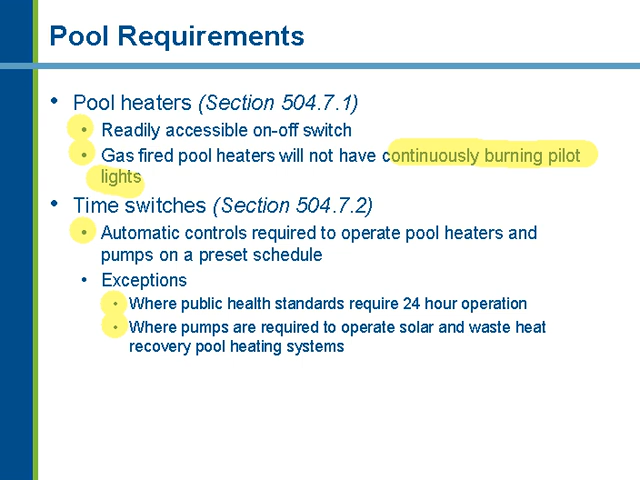 Pool Requirements
• Pool heaters (Section 504.7.1)
• Readily accessible on-off switch
• Gas fired pool heaters will not have continuously burning pilot
lights
• Time switches (Section 504.7.2)
• Automatic controls required to operate pool heaters and
pumps on a preset schedule
• Exceptions
• Where public health standards require 24 hour operation
• Where pumps are required to operate solar and waste heat
recovery pool heating systems